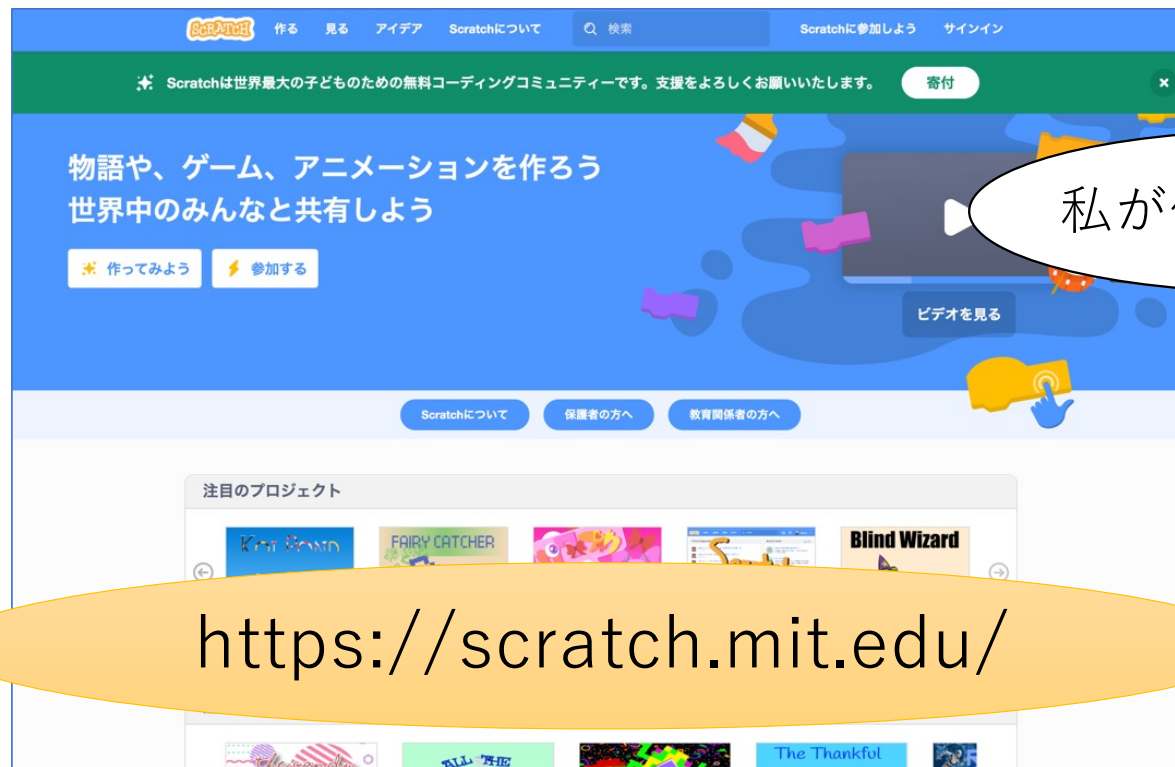 SCRATCH 作る 見る アイデア Scratchについて 検索 Scratchに参加しよう サインイン
Scratchは世界最大の子どものための無料コーディングコミュニティーです。支援をよろしくお願いいたします。 寄付
物語や、ゲーム、アニメーションを作ろう
世界中のみんなと共有しよう
私が
作ってみよう 参加する
ビデオを見る
Scratchについて 保護者の方へ 教育関係者の方へ
注目のプロジェクト
FAIRY CATCHER
Blind Wizard
https://scratch.mit.edu/
ALL THE
The Thankful